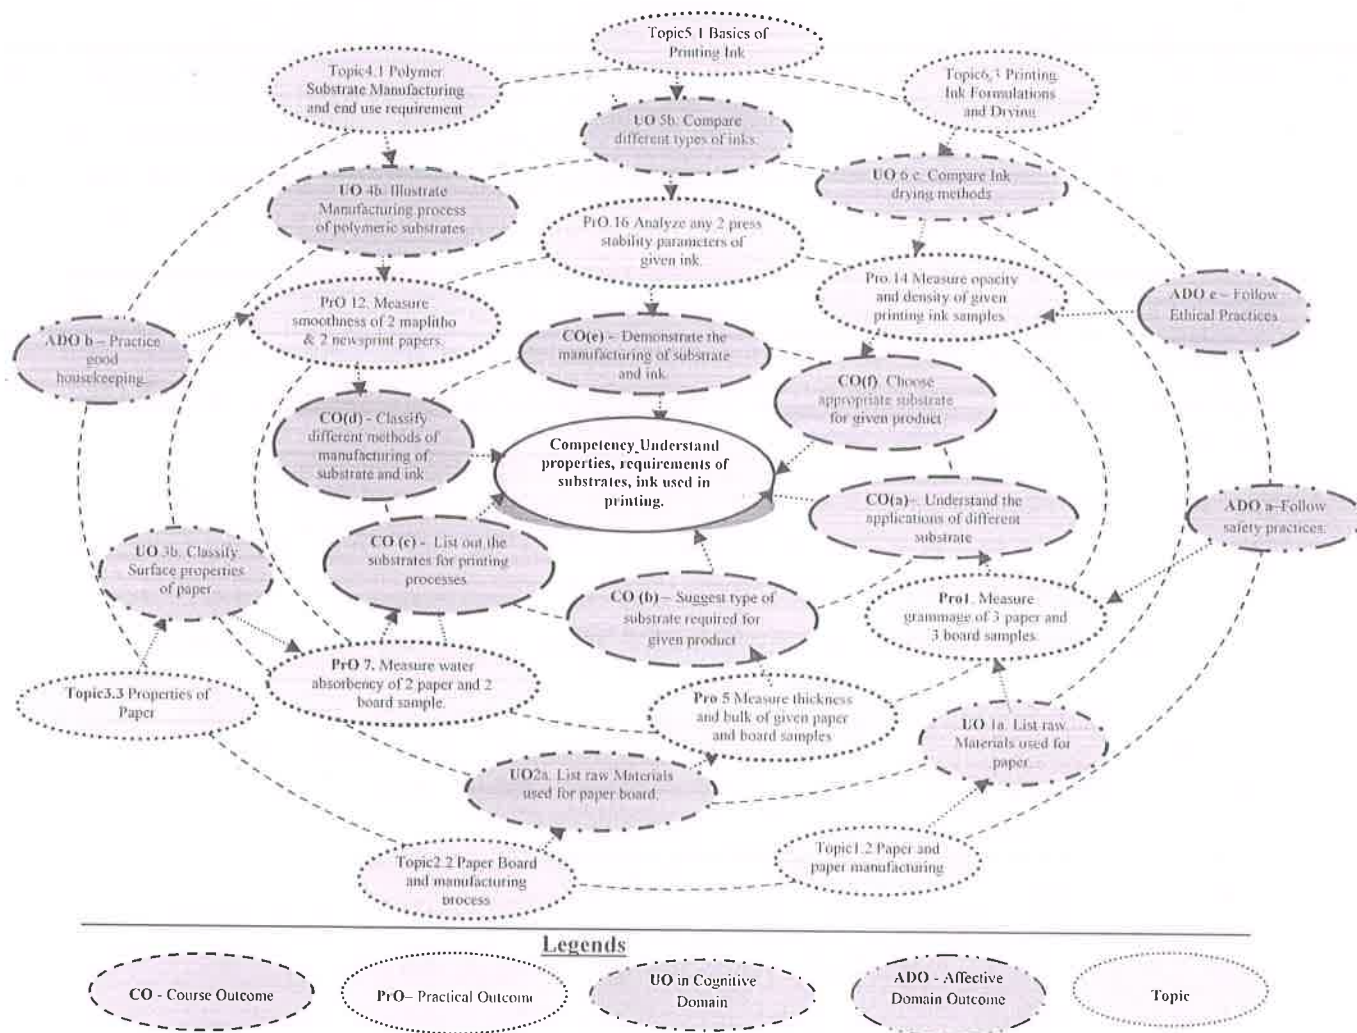 Topic5.1 Basics of
Printing Ink
Topic4.1 Polymer
Substrate Manufacturing
and end use requirement
Topic6.3 Printing
Ink Formulations
and Drying
UO 5b. Compare
different types of inks.
UO 4b. Illustrate
Manufacturing process
of polymeric substrates
UO 6 c. Compare Ink
drying methods
PrO.16 Analyze any 2 press
stability parameters of
given ink.
PrO 12. Measure
smoothness of 2 maplitho
& 2 newsprint papers.
Pro.14 Measure opacity
and density of given
printing ink samples
ADO e – Follow
Ethical Practices
ADO b – Practice
good
housekeeping.
CO(e) - Demonstrate the
manufacturing of substrate
and ink.
CO(f). Choose
appropriate substrate
for given product
CO(d) - Classify
different methods of
manufacturing of
substrate and ink
Competency_Understand
properties, requirements of
substrates, ink used in
printing.
CO(a)–. Understand the
applications of different
substrate
ADO a–Follow
safety practices.
UO 3b. Classify
Surface properties
of paper
CO (c) - List out the
substrates for printing
processes
CO (b) – Suggest type of
substrate required for
given product
Pro1. Measure
grammage of 3 paper and
3 board samples.
Topic3.3 Properties of
Paper
PrO 7. Measure water
absorbency of 2 paper and 2
board sample.
Pro 5 Measure thickness
and bulk of given paper
and board samples
UO 1a. List raw
Materials used for
paper.
UO2a. List raw Materials
used for paper board.
Topic2.2 Paper Board
and manufacturing
process
Topic1.2 Paper and
paper manufacturing
Legends
CO - Course Outcome
PrO– Practical Outcome
UO in Cognitive
Domain
ADO - Affective
Domain Outcome
Topic